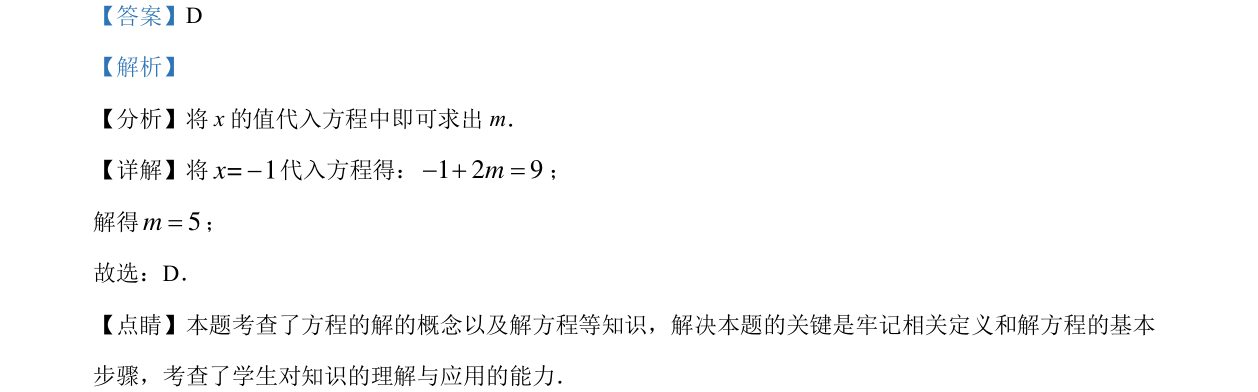 【答案】D
【解析】
【分析】将 x 的值代入方程中即可求出 m．
【详解】将 x=−1代入方程得：−1+2m=9；
解得m=5；
故选：D．
【点睛】本题考查了方程的解的概念以及解方程等知识，解决本题的关键是牢记相关定义和解方程的基本
步骤，考查了学生对知识的理解与应用的能力．